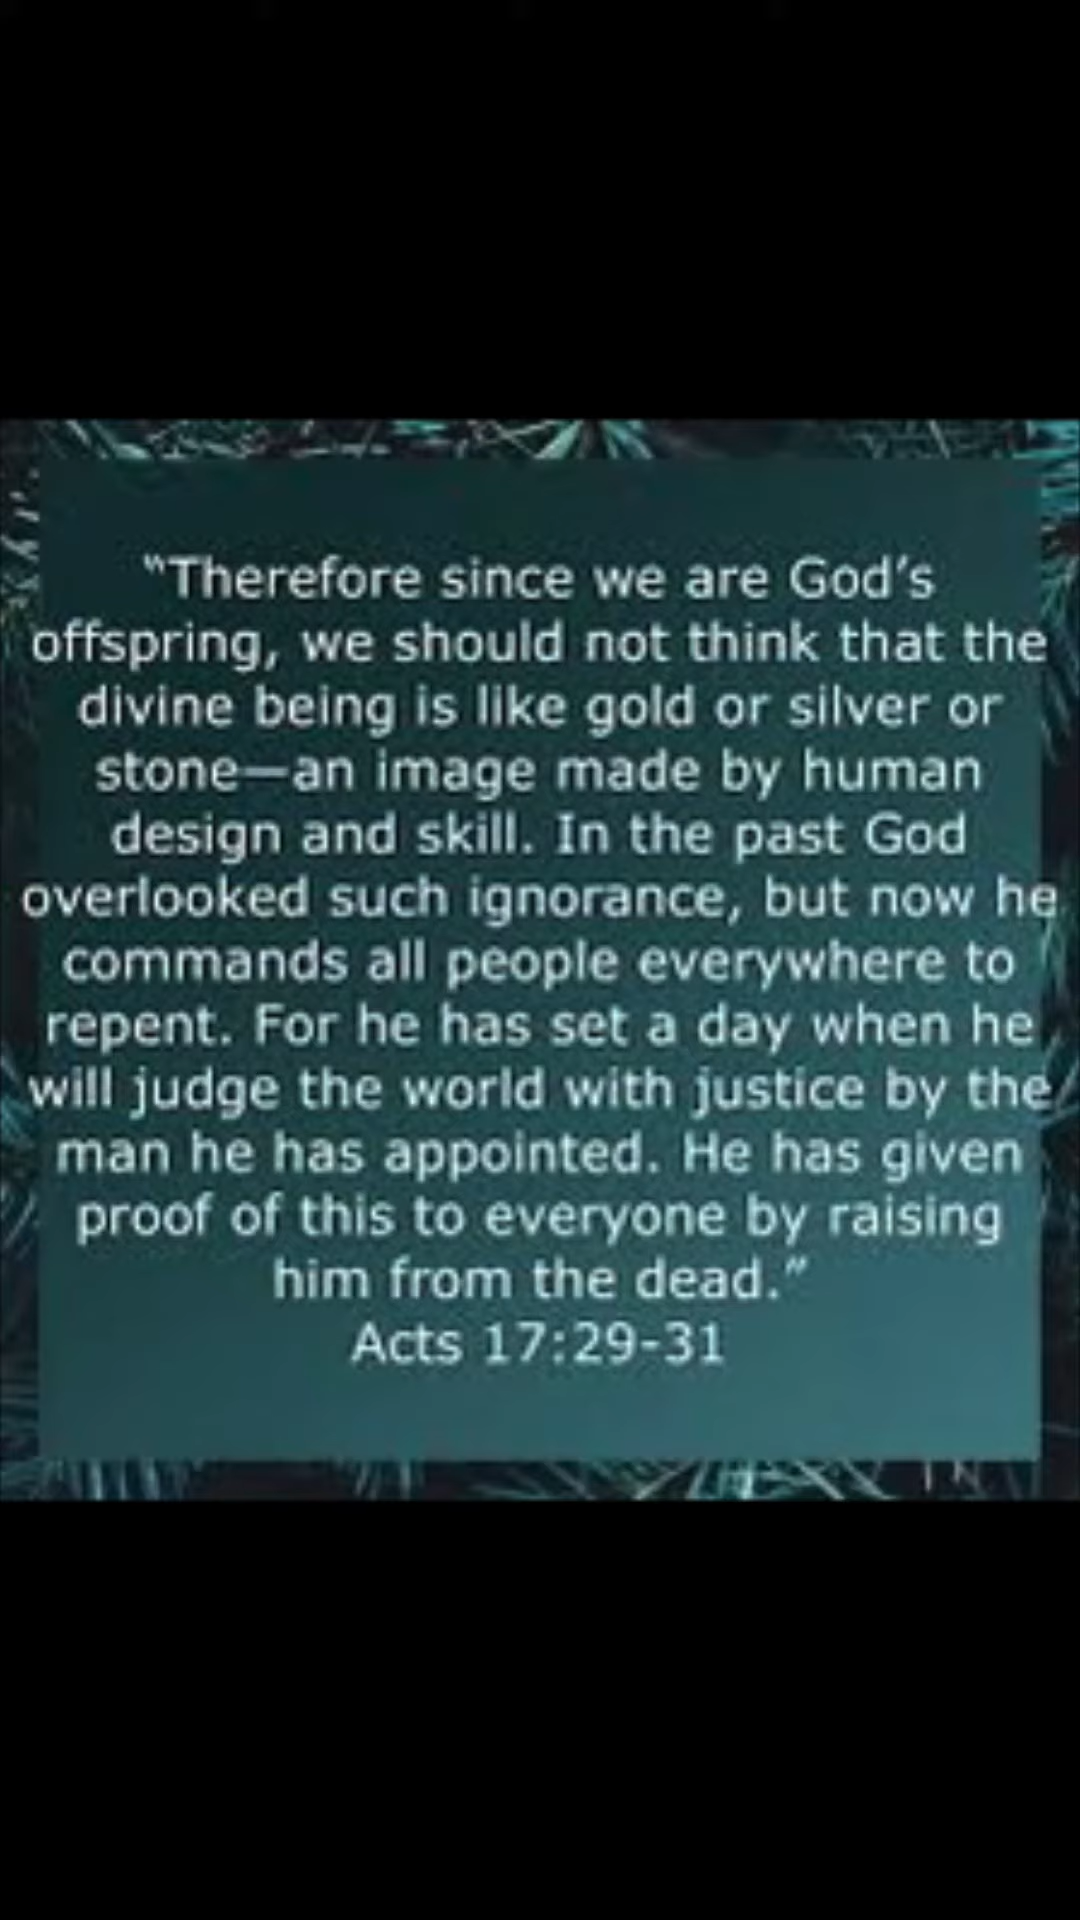 “Therefore since we are God’s
offspring, we should not think that the
divine being is like gold or silver or
stone—an image made by human
design and skill. In the past God
overlooked such ignorance, but now he
commands all people everywhere to
repent. For he has set a day when he
will judge the world with justice by the
man he has appointed. He has given
proof of this to everyone by raising
him from the dead.”
Acts 17:29-31